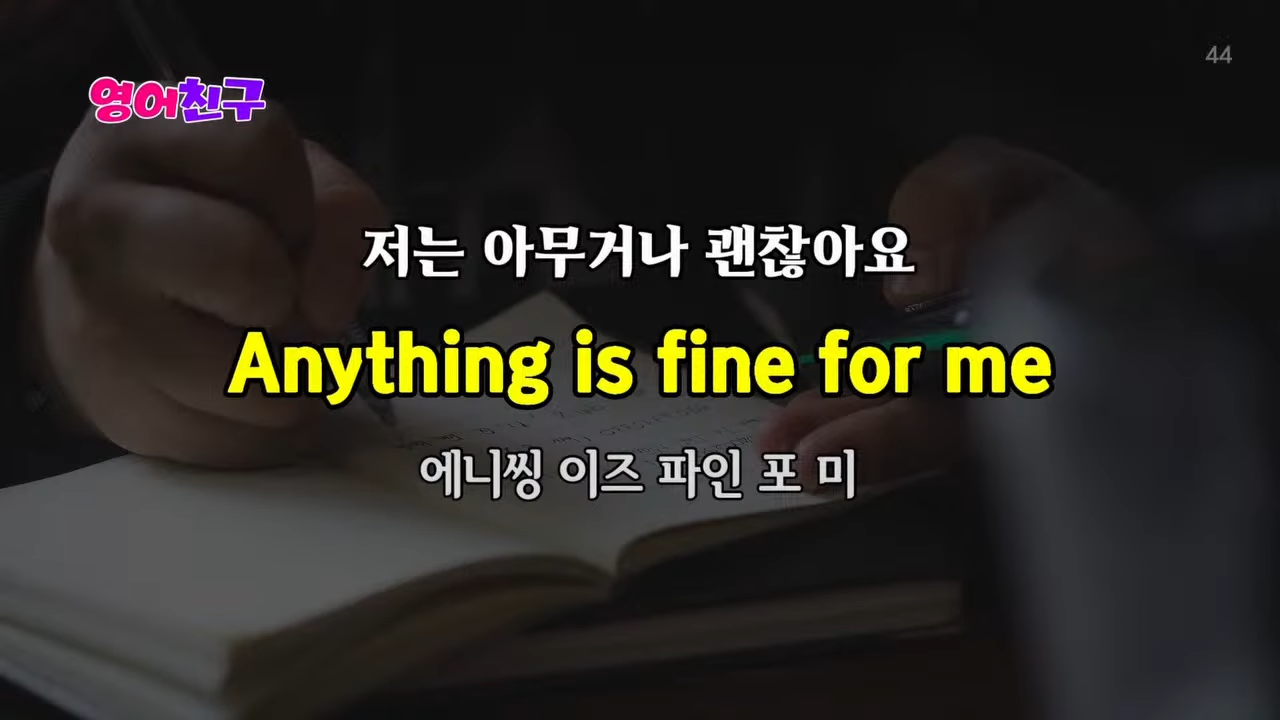 44
영어친구
저는 아무거나 괜찮아요
Anything is fine for me
에니씽 이즈 파인 포 미